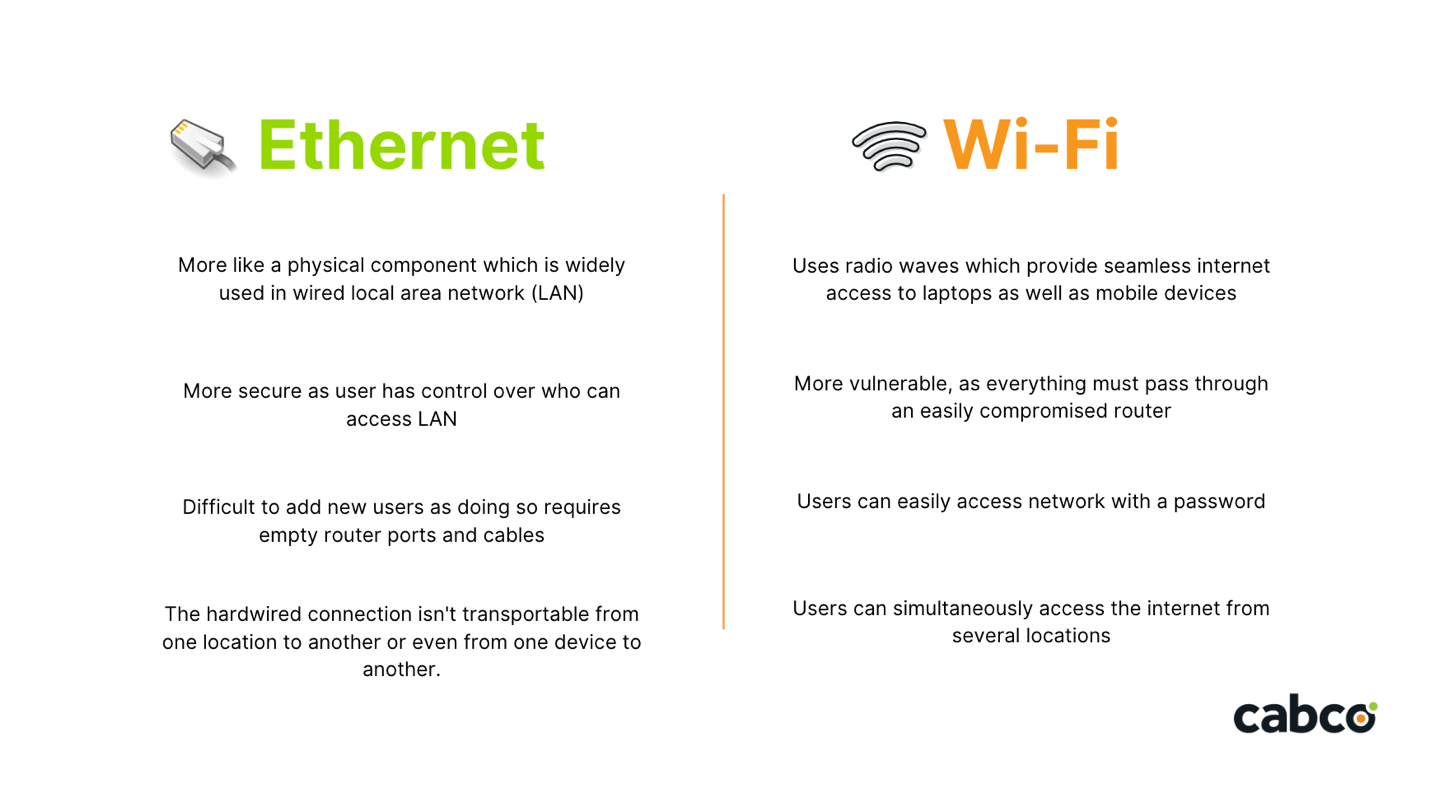 Ethernet
More like a physical component which is widely
used in wired local area network (LAN)
More secure as user has control over who can
access LAN
Difficult to add new users as doing so requires
empty router ports and cables
The hardwired connection isn't transportable from
one location to another or even from one device to
another.
Wi-Fi
Uses radio waves which provide seamless internet
access to laptops as well as mobile devices
More vulnerable, as everything must pass through
an easily compromised router
Users can easily access network with a password
Users can simultaneously access the internet from
several locations
cabco